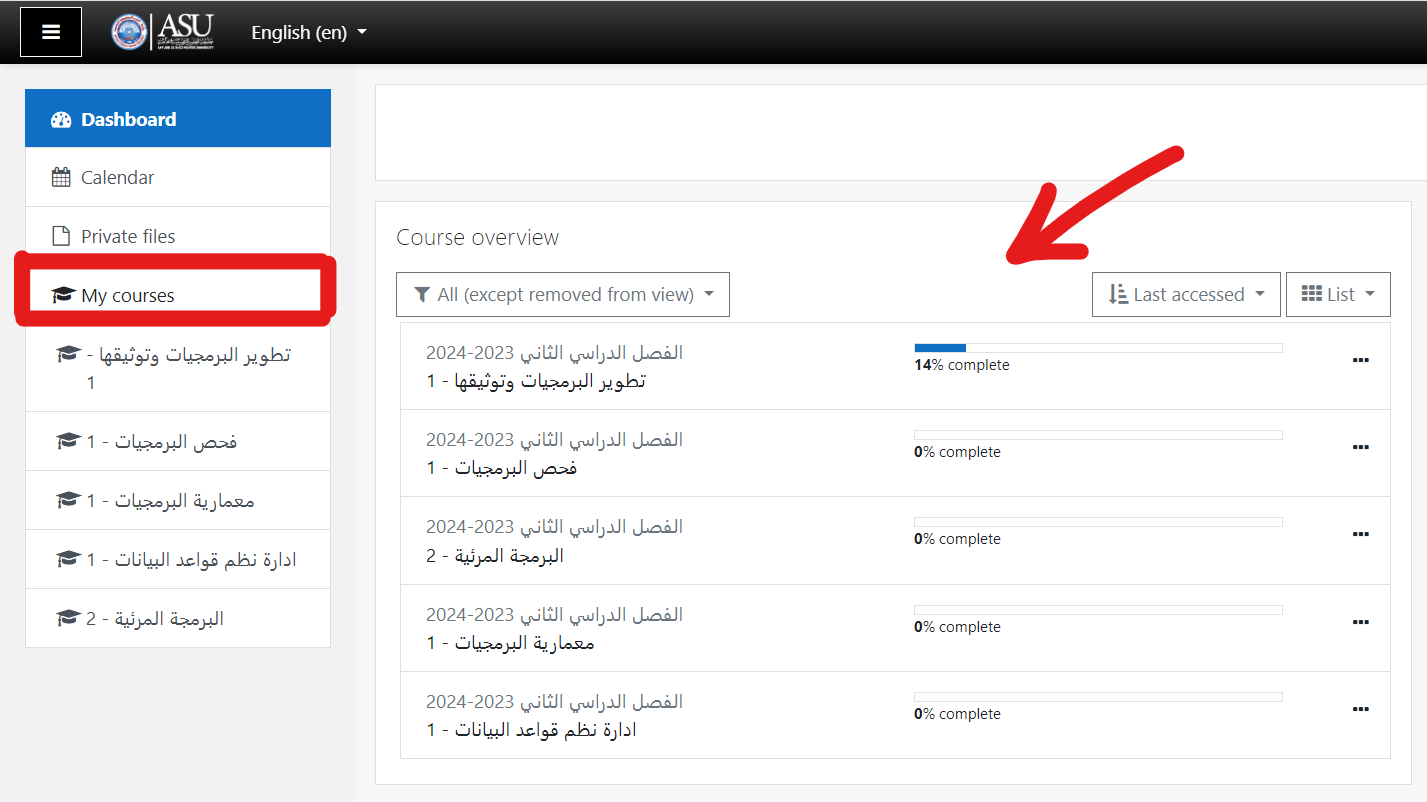 ASU
English (en)
Dashboard
Calendar
Private files
My courses
تطوير البرمجيات وتوثيقها -
1
فحص البرمجيات - 1
معمارية البرمجيات - 1
ادارة نظم قواعد البيانات - 1
البرمجة المرئية - 2
Course overview
All (except removed from view)
Last accessed
List
الفصل الدراسي الثاني 2023-2024
تطوير البرمجيات وتوثيقها - 1
14% complete
الفصل الدراسي الثاني 2023-2024
فحص البرمجيات - 1
0% complete
الفصل الدراسي الثاني 2023-2024
البرمجة المرئية - 2
0% complete
الفصل الدراسي الثاني 2023-2024
معمارية البرمجيات - 1
0% complete
الفصل الدراسي الثاني 2023-2024
ادارة نظم قواعد البيانات - 1
0% complete